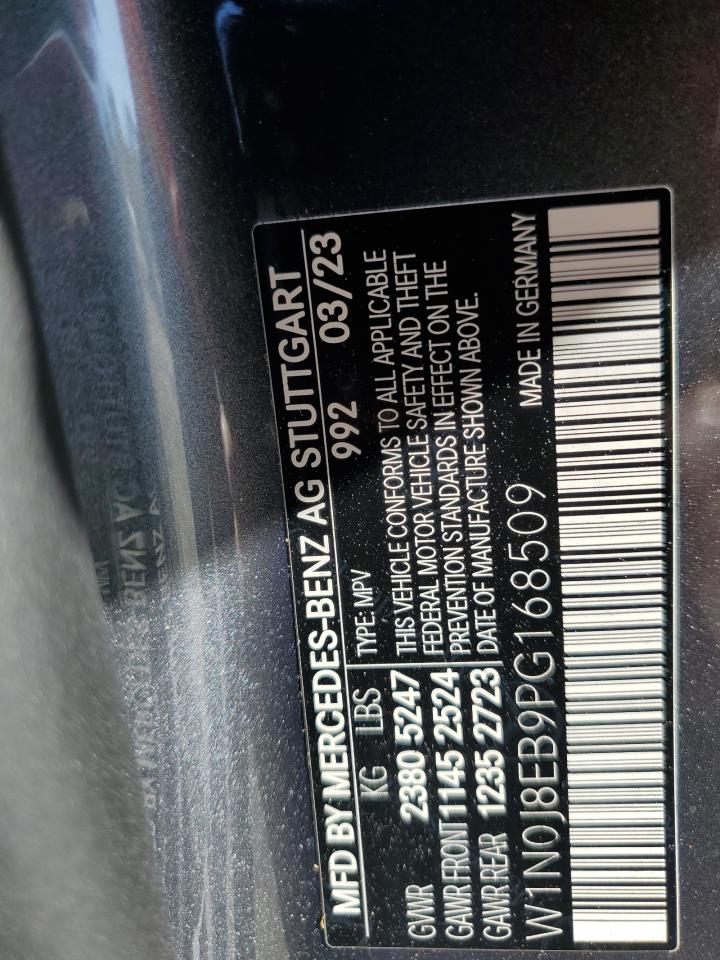 MFD BY MERCEDES-BENZ AG STUTTGART
992 03/23
KG LBS
TYPE: MPV
GVWR 2380 5247
GAWR FRONT 1145 2524
GAWR REAR 1235 2723
THIS VEHICLE CONFORMS TO ALL APPLICABLE
FEDERAL MOTOR VEHICLE SAFETY AND THEFT
PREVENTION STANDARDS IN EFFECT ON THE
DATE OF MANUFACTURE SHOWN ABOVE.
W1N0J8EB9PG168509
MADE IN GERMANY